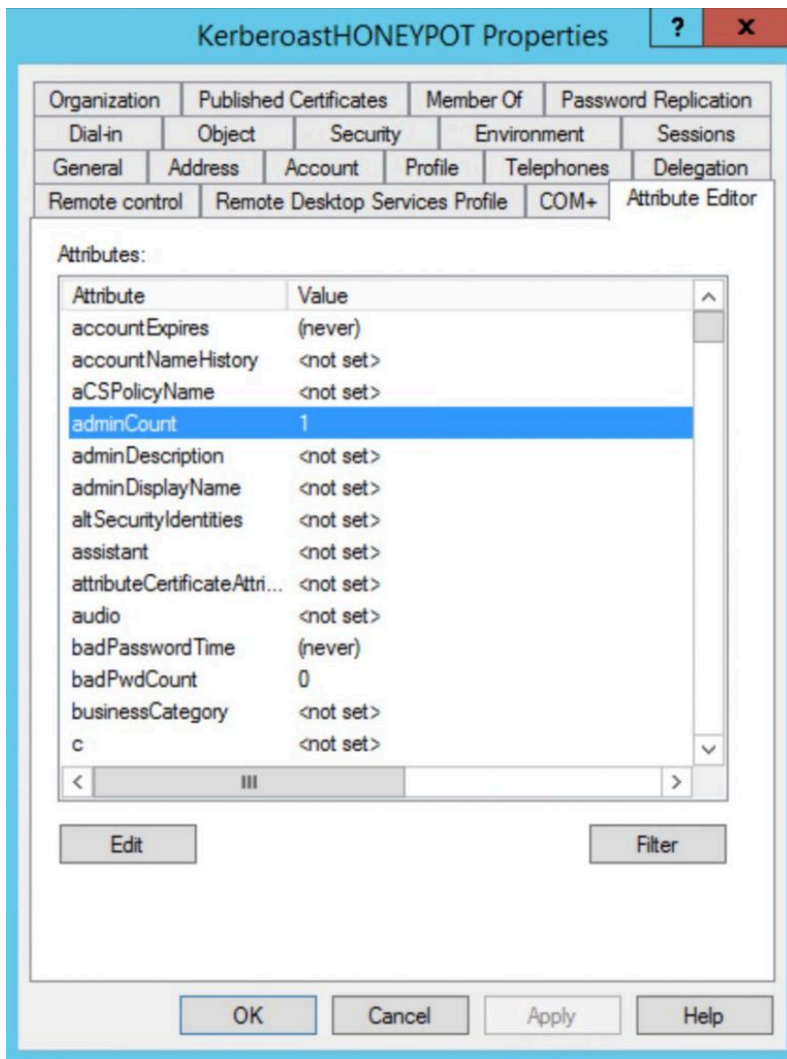 KerberoastHONEYPOT Properties ? x
Organization Published Certificates Member Of Password Replication
Dial-in Object Security Environment Sessions
General Address Account Profile Telephones Delegation
Remote control Remote Desktop Services Profile COM+ Attribute Editor
Attributes:
Attribute Value
accountExpires (never)
accountNameHistory <not set>
aCSPolicyName <not set>
adminCount 1
adminDescription <not set>
adminDisplayName <not set>
altSecurityIdentities <not set>
assistant <not set>
attributeCertificateAttri... <not set>
audio <not set>
badPasswordTime (never)
badPwdCount 0
businessCategory <not set>
c <not set>
Edit Filter
OK Cancel Apply Help